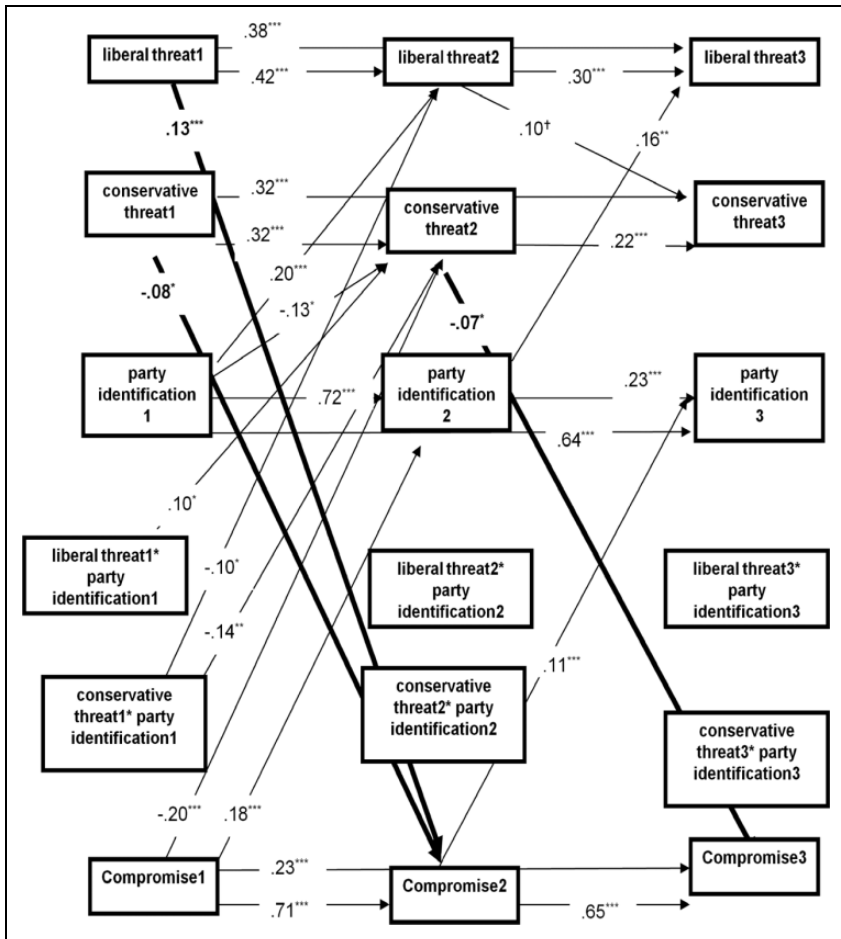 .38***
liberal threat1
liberal threat2
liberal threat3
.42***
.30***
.13***
.10†
.16**
conservative
threat1
.32***
conservative
threat2
conservative
threat3
.32***
.22***
-.08*
.20***
-.13*
-.07*
party
identification
1
.72***
party
identification
2
.23***
party
identification
3
.64***
.10*
liberal threat1*
party
identification1
-.10*
liberal threat2*
party
identification2
liberal threat3*
party
identification3
-.14**
.11***
conservative
threat1* party
identification1
conservative
threat2* party
identification2
conservative
threat3* party
identification3
-.20***
.18***
Compromise1
.23***
Compromise2
Compromise3
.71***
.65***